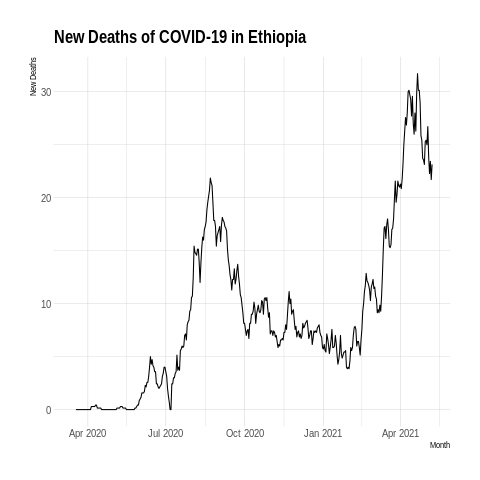 New Deaths of COVID-19 in Ethiopia
New Deaths
30
20
10
0
Apr 2020 Jul 2020 Oct 2020 Jan 2021 Apr 2021
Month